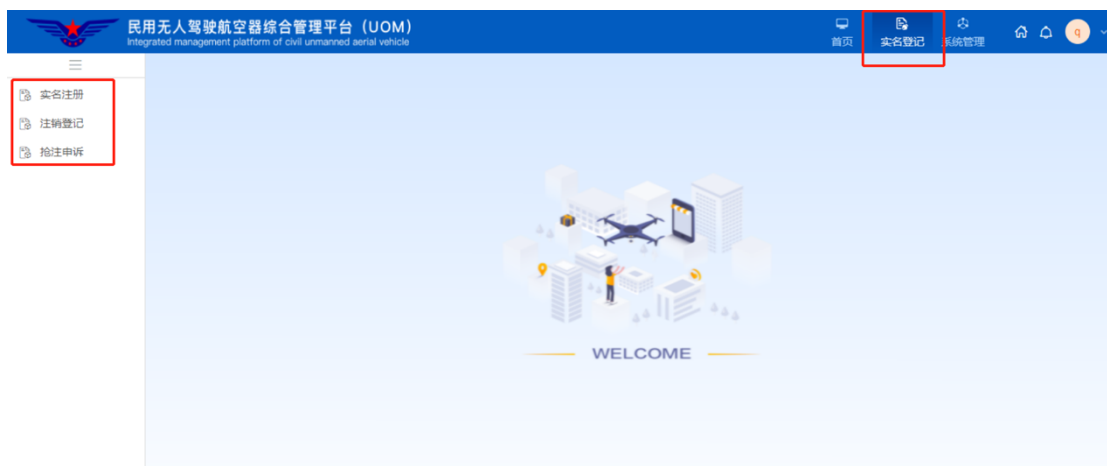 民用无人驾驶航空器综合管理平台（UOM）
Integrated management platform of civil unmanned aerial vehicle
首页
实名登记
系统管理
q
实名注册
注销登记
抢注申诉
WELCOME